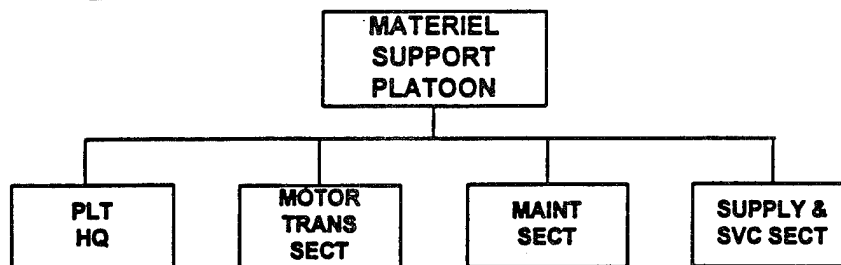 MATERIEL
SUPPORT
PLATOON
PLT
HQ
MOTOR
TRANS
SECT
MAINT
SECT
SUPPLY &
SVC SECT